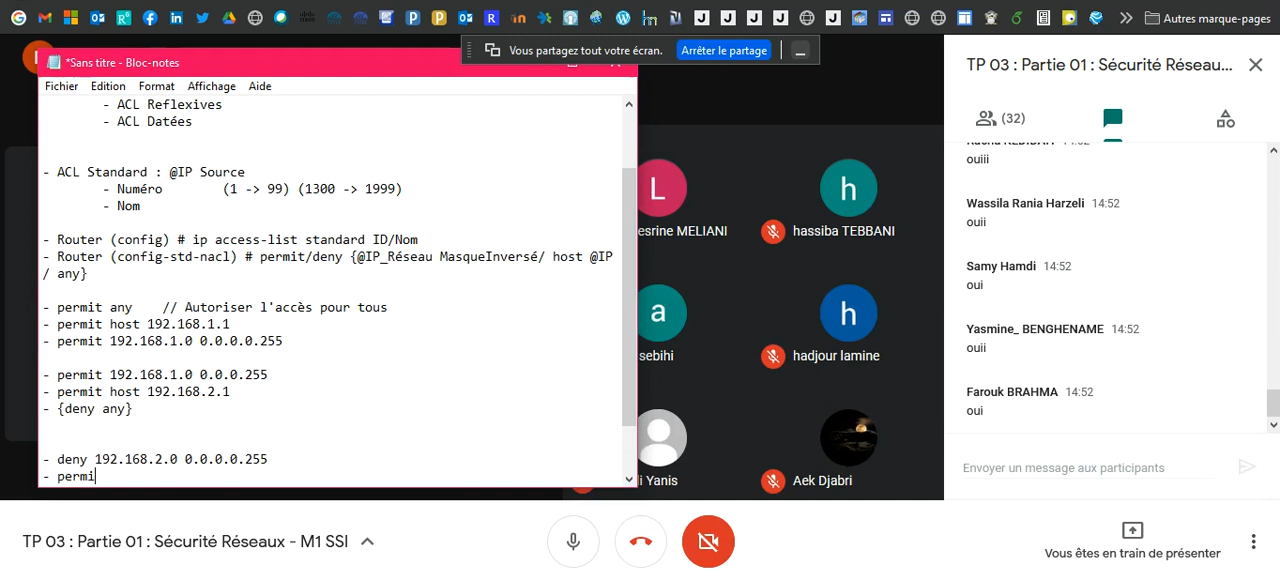 Autres marque-pages
Vous partagez tout votre écran. Arrêter le partage
*Sans titre - Bloc-notes
Fichier Edition Format Affichage Aide
- ACL Reflexives
- ACL Datées
- ACL Standard : @IP Source
- Numéro (1 -> 99) (1300 -> 1999)
- Nom
- Router (config) # ip access-list standard ID/Nom
- Router (config-std-nacl) # permit/deny {@IP_Réseau MasqueInversé/ host @IP
/ any}
- permit any // Autoriser l'accès pour tous
- permit host 192.168.1.1
- permit 192.168.1.0 0.0.0.0.255
- permit 192.168.1.0 0.0.0.255
- permit host 192.168.2.1
- {deny any}
- deny 192.168.2.0 0.0.0.0.255
- permi
L
esrine MELIANI
h
hassiba TEBBANI
a
sebihi
h
hadjour lamine
i Yanis
Aek Djabri
TP 03 : Partie 01 : Sécurité Réseau...
(32)
14:52
ouiii
Wassila Rania Harzeli 14:52
ouii
Samy Hamdi 14:52
oui
Yasmine_ BENGHENAME 14:52
ouii
Farouk BRAHMA 14:52
oui
Envoyer un message aux participants
TP 03 : Partie 01 : Sécurité Réseaux - M1 SSI
Vous êtes en train de présenter